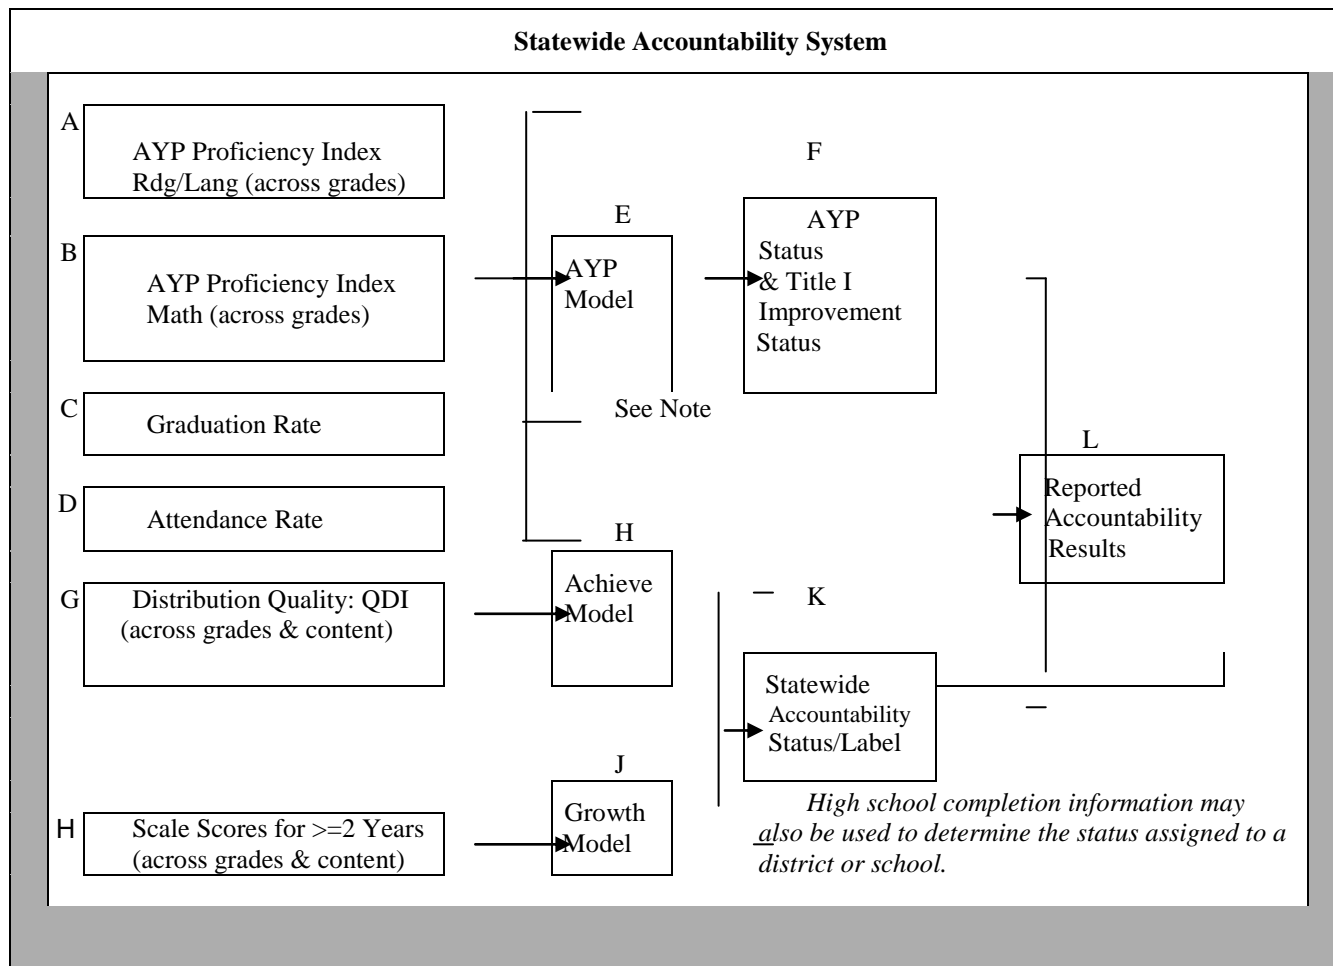 Statewide Accountability System
A
AYP Proficiency Index
Rdg/Lang (across grades)
F
E
AYP
Status
& Title I
Improvement
Status
B
AYP Proficiency Index
Math (across grades)
AYP
Model
See Note
C
Graduation Rate
L
Reported
Accountability
Results
D
Attendance Rate
H
Achieve
Model
G
Distribution Quality: QDI
(across grades & content)
K
Statewide
Accountability
Status/Label
J
Growth
Model
H
Scale Scores for >=2 Years
(across grades & content)
High school completion information may
also be used to determine the status assigned to a
district or school.